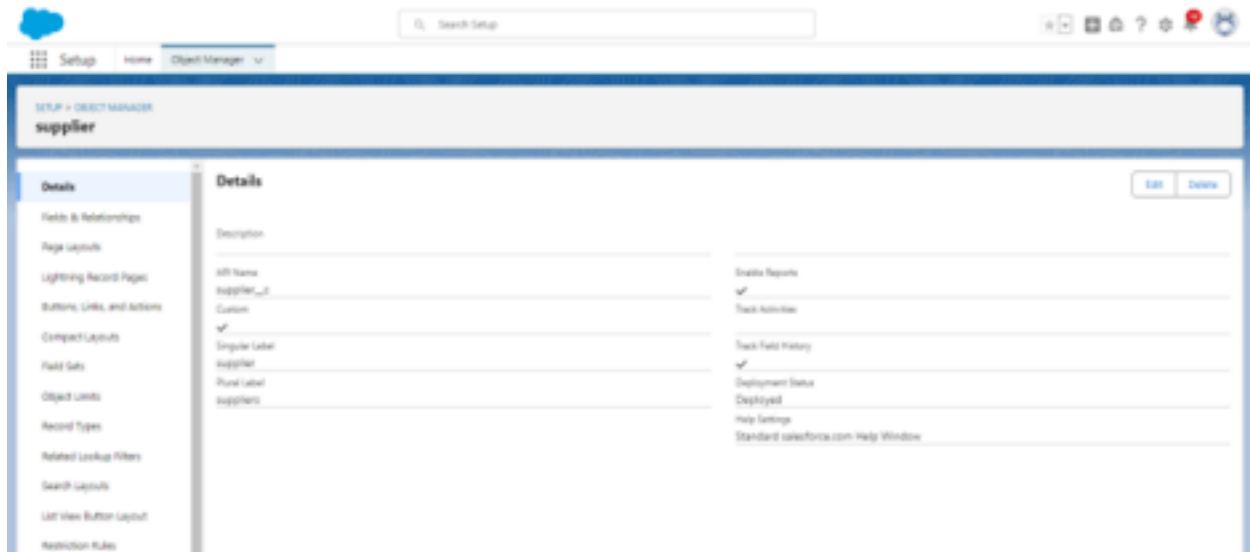 Search Setup
Setup Home Object Manager
SETUP > OBJECT MANAGER
supplier
Details
Fields & Relationships
Page Layouts
Lightning Record Pages
Buttons, Links, and Actions
Compact Layouts
Field Sets
Object Limits
Record Types
Related Lookup Filters
Search Layouts
List View Button Layout
Restriction Rules
Details
Edit Delete
Description
API Name
supplier__c
Custom
Singular Label
supplier
Plural Label
suppliers
Enable Reports
Track Activities
Track Field History
Deployment Status
Deployed
Help Settings
Standard salesforce.com Help Window